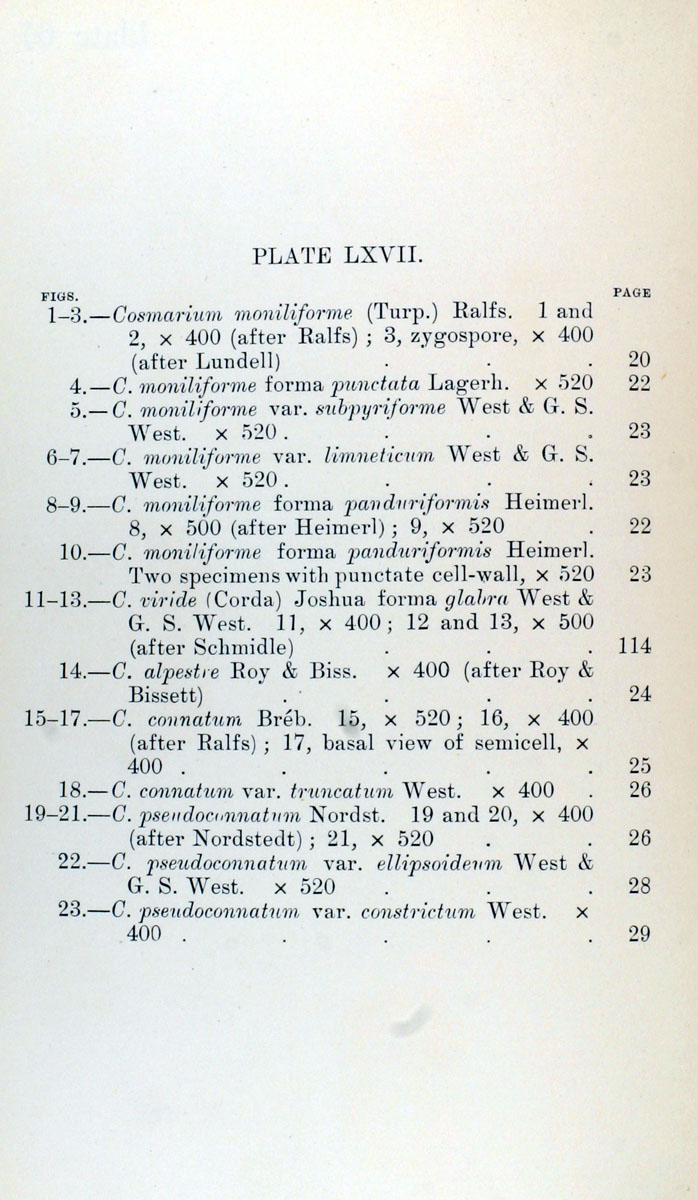 PLATE LXVII.
FIGS. PAGE
1–3.—Cosmarium moniliforme (Turp.) Ralfs. 1 and
2, × 400 (after Ralfs) ; 3, zygospore, × 400
(after Lundell) . . . 20
4.—C. moniliforme forma punctata Lagerh. × 520 22
5.—C. moniliforme var. subpyriforme West & G. S.
West. × 520 . . . . 23
6–7.—C. moniliforme var. limneticum West & G. S.
West. × 520 . . . . 23
8–9.—C. moniliforme forma panduriformis Heimerl.
8, × 500 (after Heimerl) ; 9, × 520 . 22
10.—C. moniliforme forma panduriformis Heimerl.
Two specimens with punctate cell-wall, × 520 23
11–13.—C. viride (Corda) Joshua forma glabra West &
G. S. West. 11, × 400 ; 12 and 13, × 500
(after Schmidle) . . . 114
14.—C. alpestre Roy & Biss. × 400 (after Roy &
Bissett) . . . . 24
15–17.—C. connatum Bréb. 15, × 520 ; 16, × 400
(after Ralfs) ; 17, basal view of semicell, ×
400 . . . . . 25
18.—C. connatum var. truncatum West. × 400 . 26
19–21.—C. pseudoconnatum Nordst. 19 and 20, × 400
(after Nordstedt) ; 21, × 520 . . 26
22.—C. pseudoconnatum var. ellipsoideum West &
G. S. West. × 520 . . . 28
23.—C. pseudoconnatum var. constrictum West. ×
400 . . . . . 29